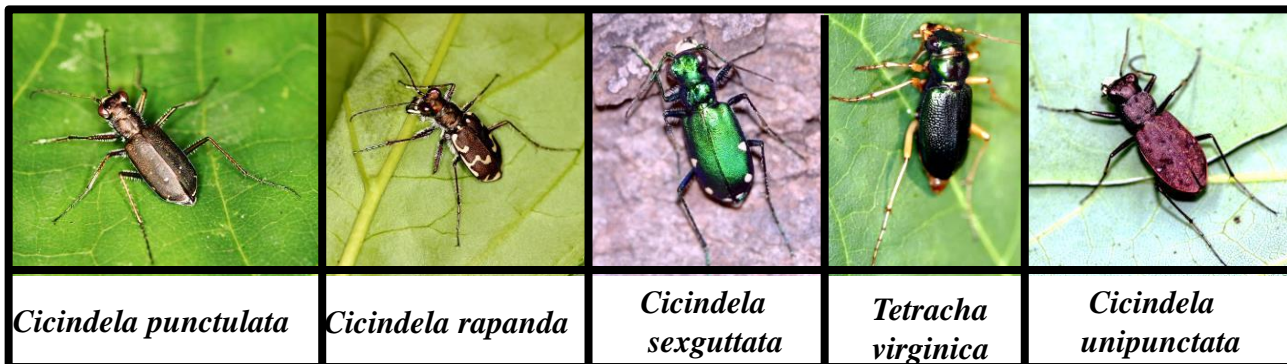 Cicindela punctulata
Cicindela rapanda
Cicindela
sexguttata
Tetracha
virginica
Cicindela
unipunctata